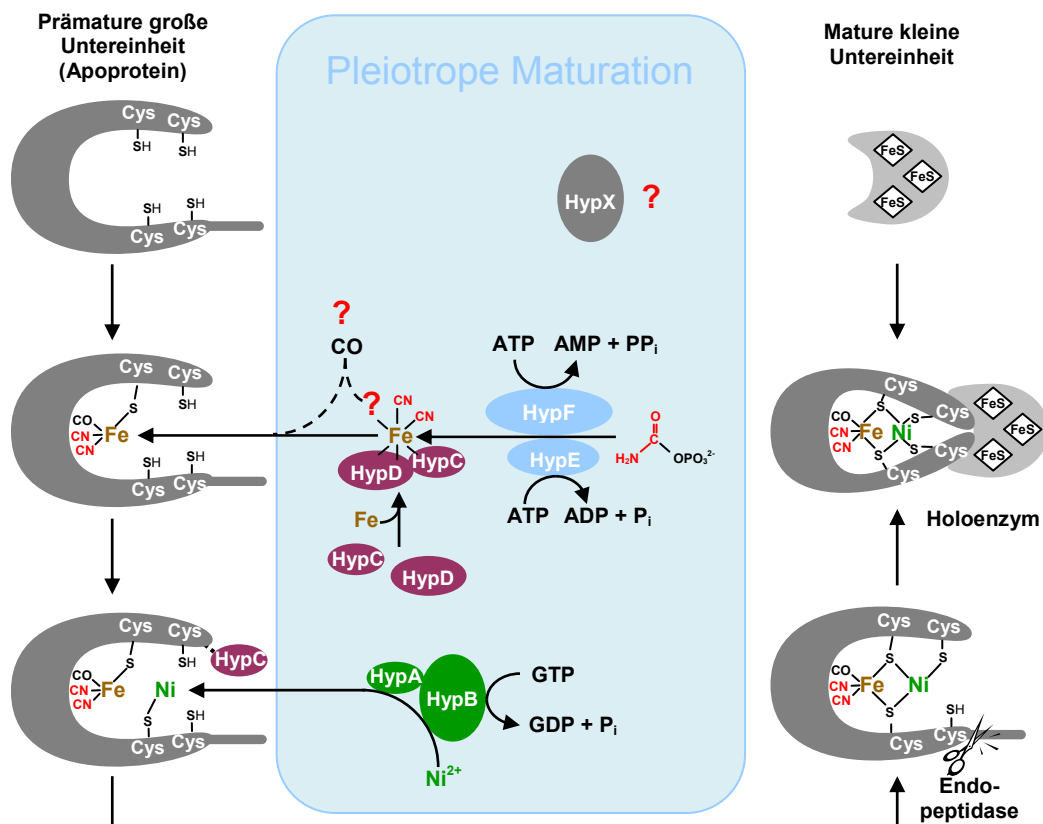 Prämature große
Untereinheit
(Apoprotein)
Pleiotrope Maturation
Mature kleine
Untereinheit
Cys Cys
SH
SH
SH
SH
Cys Cys
HypX
?
FeS
FeS
FeS
?
CO
ATP
AMP + PPi
Cys
Cys
SH
S
CO
CN
CN
Fe
SH
SH
Cys
Cys
?
CN
CN
CN
Fe
HypD
HypC
HypF
HypE
O
H₂N
OPO₃²⁻
ATP
ADP + Pi
Fe
HypC
HypD
Cys
Cys
S
S
CO
CN
CN
Fe
Ni
S
S
Cys
Cys
FeS
FeS
FeS
Holoenzym
Cys
Cys
SH
S
HypC
CO
CN
CN
Fe
Ni
S
SH
Cys
Cys
HypA
HypB
GTP
GDP + Pi
Ni²⁺
Cys
Cys
S
S
CO
CN
CN
Fe
Ni
S
SH
Cys
Cys
Endo-
peptidase